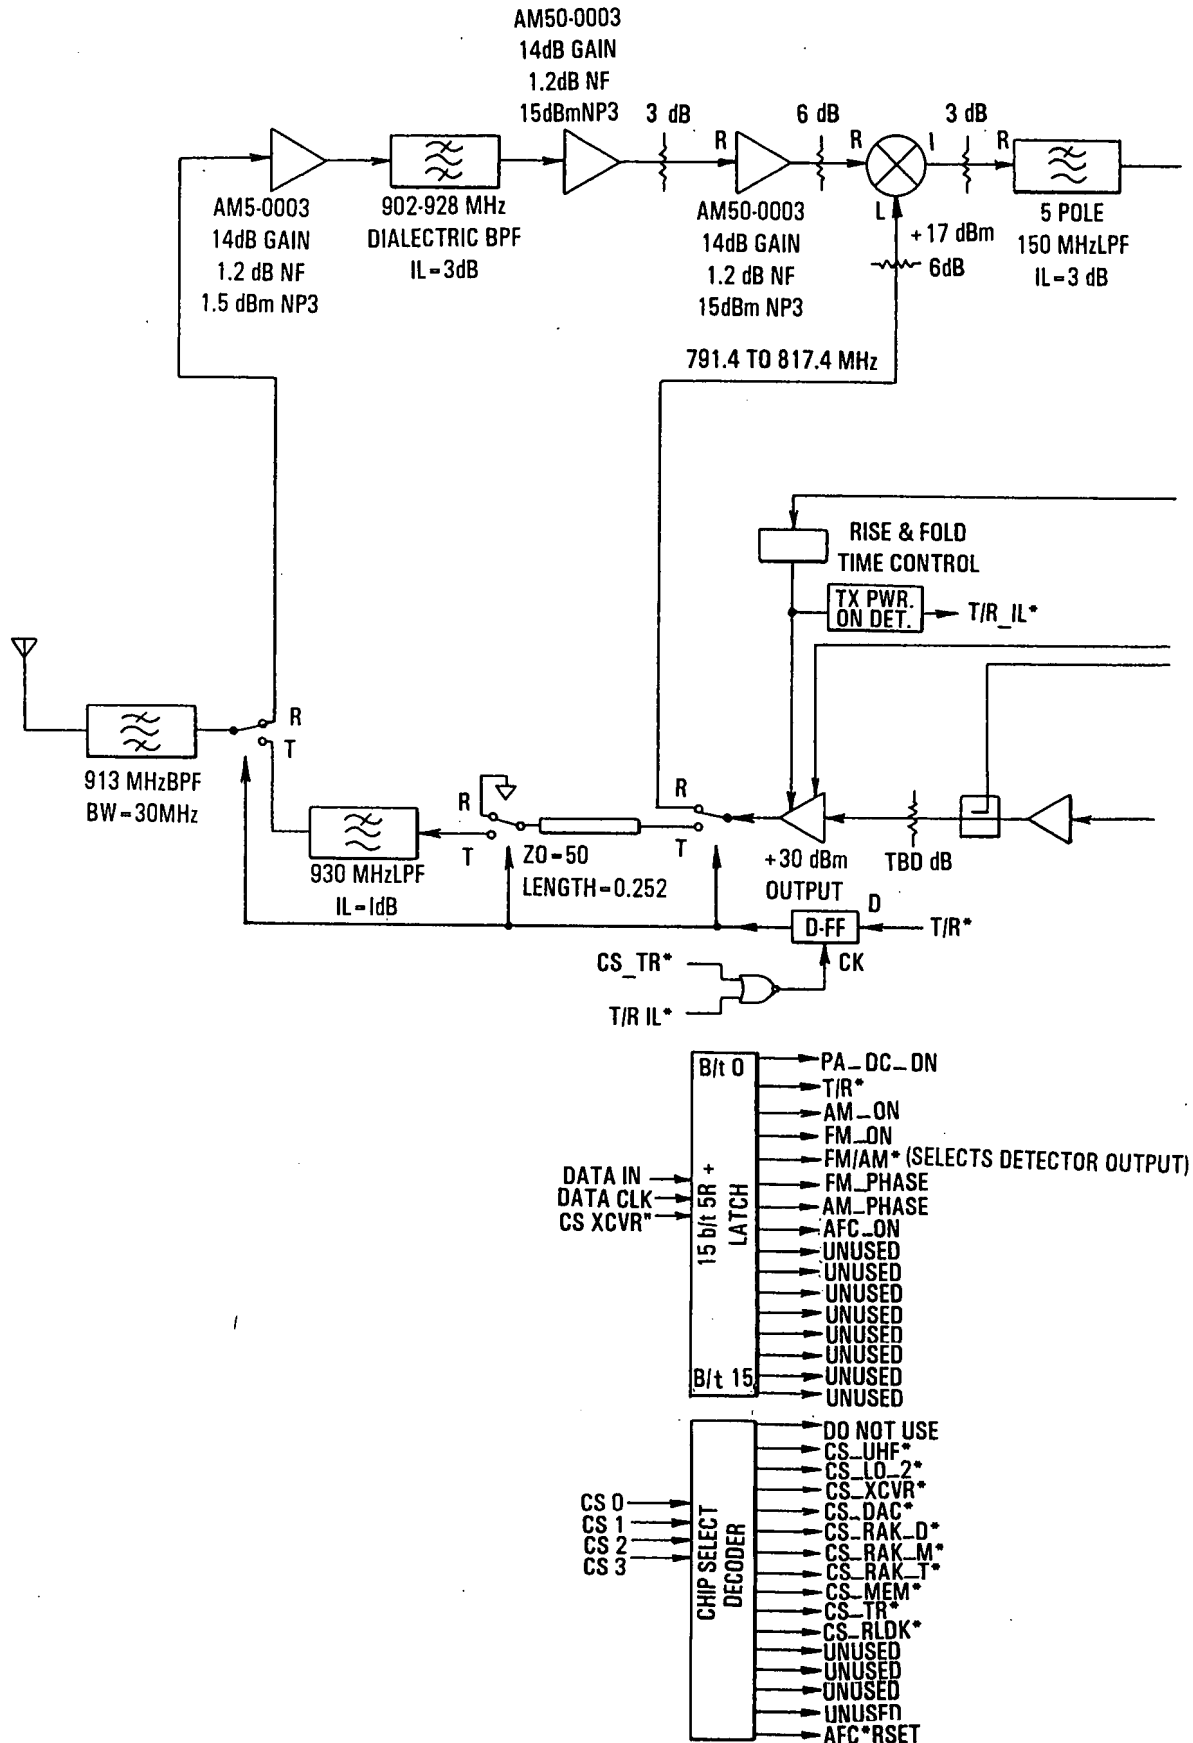 AM50-0003
14dB GAIN
1.2dB NF
15dBmNP3
3 dB
6 dB
3 dB
R
R
I
R
L
AM5-0003
14dB GAIN
1.2 dB NF
1.5 dBm NP3
902-928 MHz
DIALECTRIC BPF
IL=3dB
AM50-0003
14dB GAIN
1.2 dB NF
15dBm NP3
+17 dBm
6dB
5 POLE
150 MHzLPF
IL=3 dB
791.4 TO 817.4 MHz
RISE & FOLD
TIME CONTROL
TX PWR.
ON DET.
T/R_IL*
R
T
913 MHzBPF
BW=30MHz
R
T
R
T
930 MHzLPF
IL=1dB
Z0=50
LENGTH=0.252
+30 dBm
OUTPUT
TBD dB
D
D-FF
T/R*
CK
CS_TR*
T/R IL*
B/t 0
15 b/t 5R +
LATCH
B/t 15
DATA IN
DATA CLK
CS XCVR*
PA_DC_ON
T/R*
AM_ON
FM_ON
FM/AM* (SELECTS DETECTOR OUTPUT)
FM_PHASE
AM_PHASE
AFC_ON
UNUSED
UNUSED
UNUSED
UNUSED
UNUSED
UNUSED
UNUSED
UNUSED
CS 0
CS 1
CS 2
CS 3
CHIP SELECT
DECODER
DO NOT USE
CS_UHF*
CS_LO_2*
CS_XCVR*
CS_DAC*
CS_RAK_D*
CS_RAK_M*
CS_RAK_T*
CS_MEM*
CS_TR*
CS_RLDK*
UNUSED
UNUSED
UNUSED
UNUSED
AFC*RSET